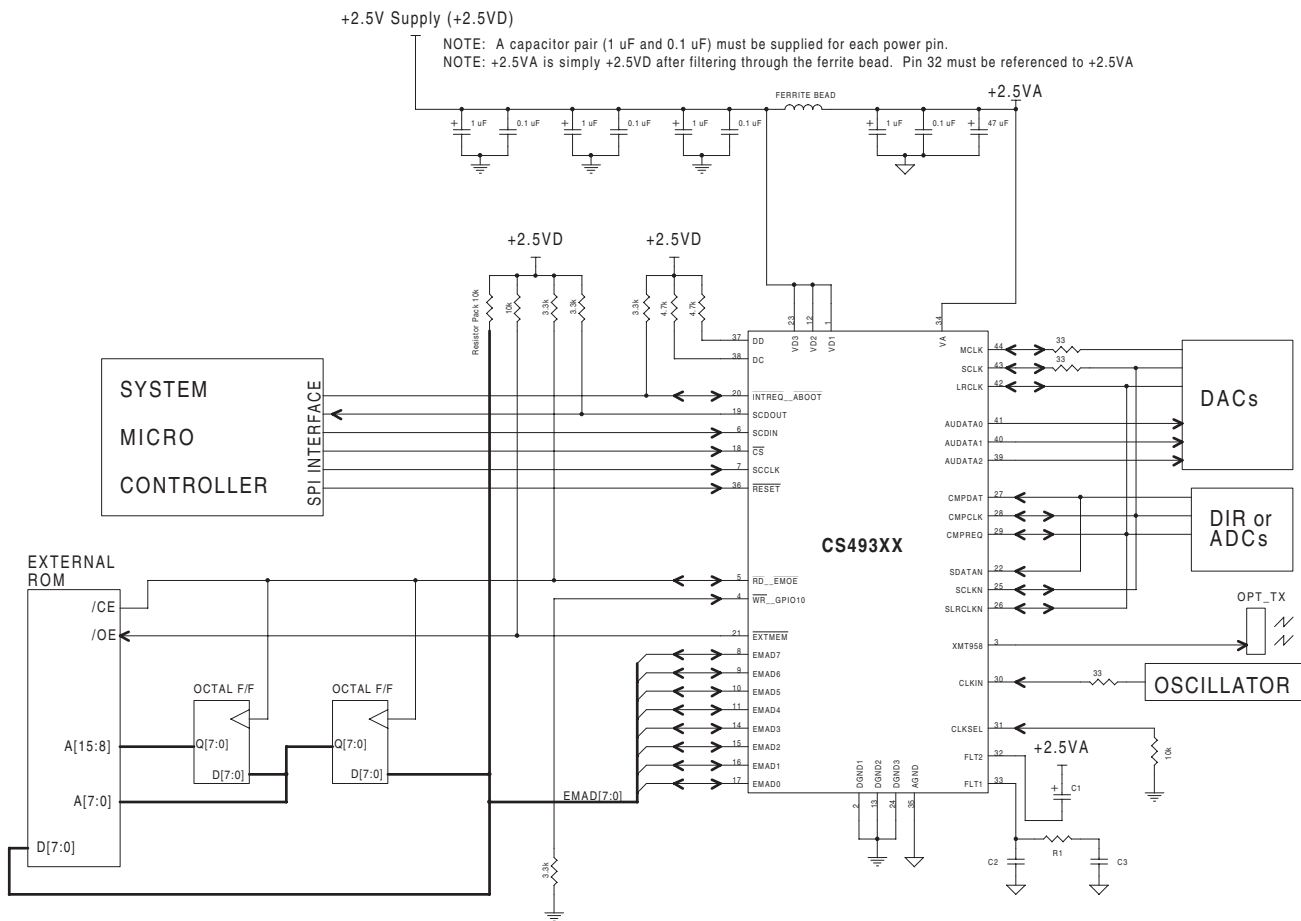 +2.5V Supply (+2.5VD)
NOTE: A capacitor pair (1 uF and 0.1 uF) must be supplied for each power pin.
NOTE: +2.5VA is simply +2.5VD after filtering through the ferrite bead. Pin 32 must be referenced to +2.5VA
FERRITE BEAD
+2.5VA
+ 1 uF
0.1 uF
+ 1 uF
0.1 uF
+ 1 uF
0.1 uF
+ 1 uF
0.1 uF
+ 47 uF
+2.5VD
+2.5VD
Resistor Pack 10k
10k
3.3k
3.3k
3.3k
4.7k
4.7k
23
12
1
34
VD3
VD2
VD1
VA
SYSTEM
MICRO
CONTROLLER
SPI INTERFACE
37 DD
38 DC
20 INTREQ__ABOOT
19 SCDOUT
6 SCDIN
18 CS
7 SCCLK
36 RESET
5 RD__EMOE
4 WR__GPIO10
21 EXTMEM
8 EMAD7
9 EMAD6
10 EMAD5
11 EMAD4
14 EMAD3
15 EMAD2
16 EMAD1
17 EMAD0
CS493XX
MCLK 44
33
SCLK 43
33
LRCLK 42
AUDATA0 41
AUDATA1 40
AUDATA2 39
DACs
CMPDAT 27
CMPCLK 28
CMPREQ 29
DIR or
ADCs
SDATAN 22
SCLKN 25
SLRCLKN 26
OPT_TX
XMT958 3
CLKIN 30
33
OSCILLATOR
CLKSEL 31
10k
+2.5VA
FLT2 32
FLT1 33
+ C1
R1
C2
C3
DGND1
DGND2
DGND3
AGND
2
13
24
35
EXTERNAL
ROM
/CE
/OE
OCTAL F/F
OCTAL F/F
A[15:8]
Q[7:0]
Q[7:0]
D[7:0]
D[7:0]
A[7:0]
EMAD[7:0]
D[7:0]
3.3k